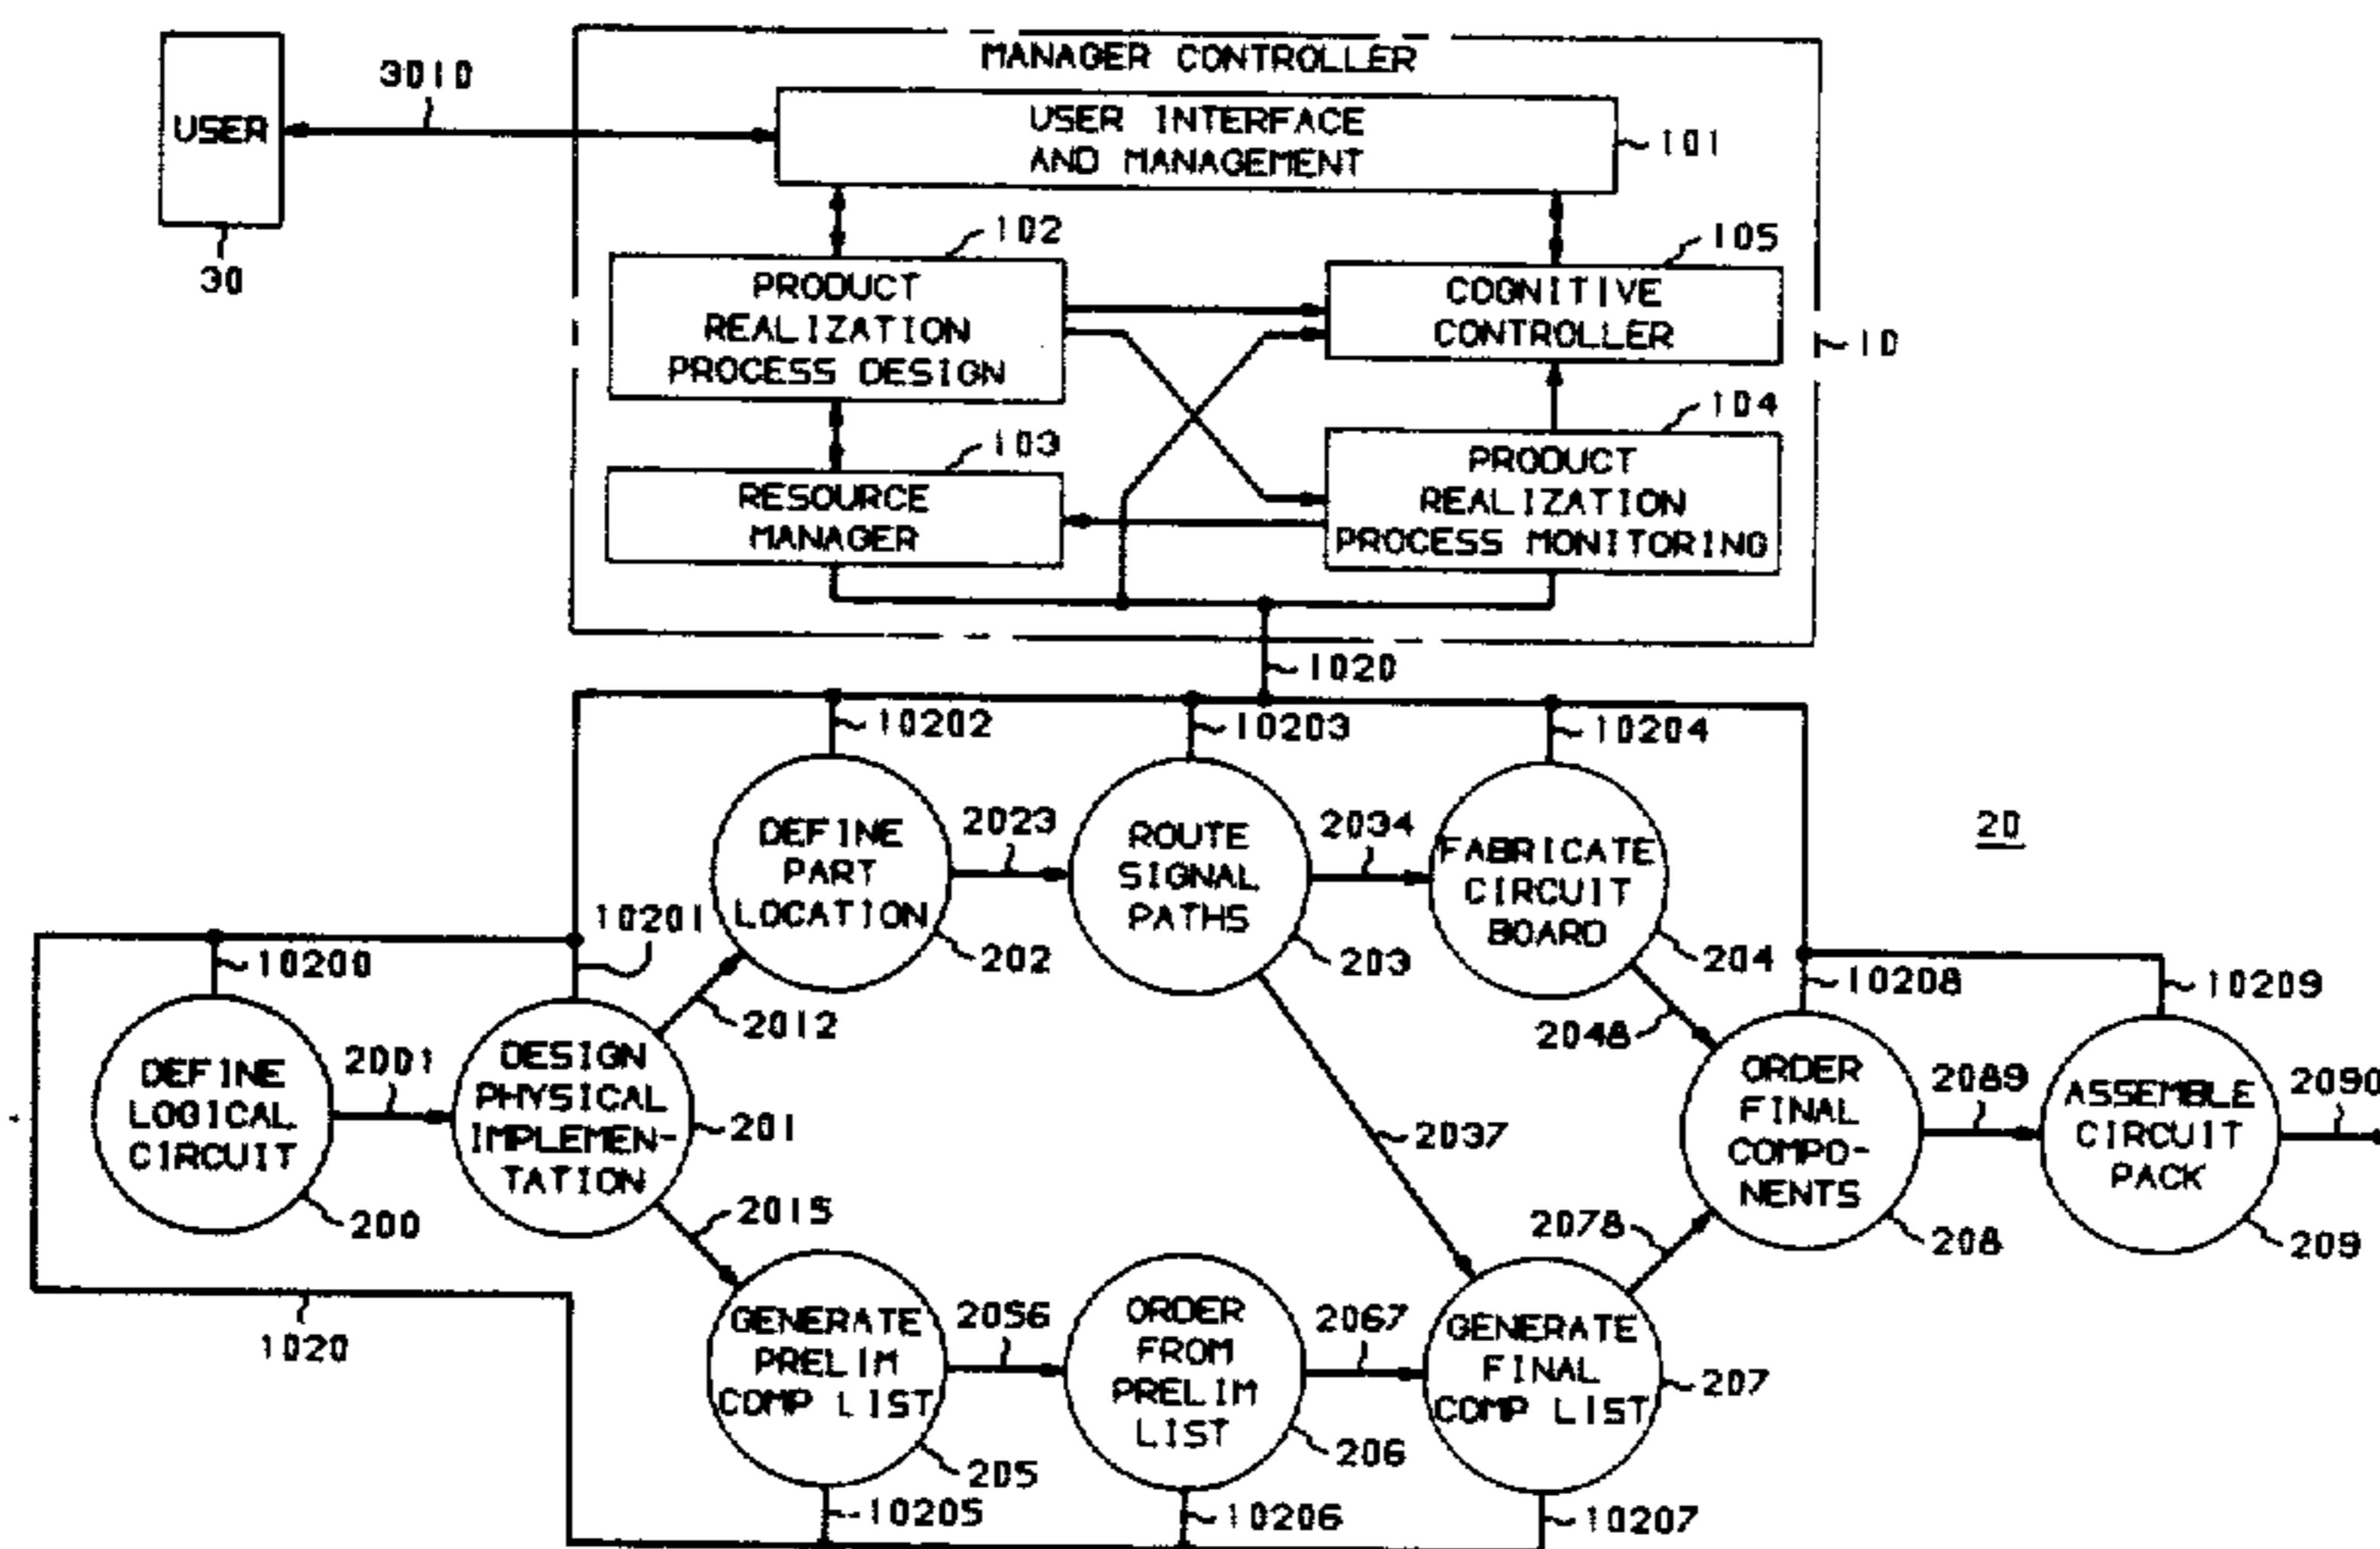 MANAGER CONTROLLER
3010
USER
USER INTERFACE
AND MANAGEMENT
101
30
102
PRODUCT
REALIZATION
PROCESS DESIGN
105
COGNITIVE
CONTROLLER
10
103
RESOURCE
MANAGER
104
PRODUCT
REALIZATION
PROCESS MONITORING
1020
10202
10203
10204
20
DEFINE
PART
LOCATION
2023
ROUTE
SIGNAL
PATHS
2034
FABRICATE
CIRCUIT
BOARD
10201
202
203
204
10200
10208
10209
2012
2048
DEFINE
LOGICAL
CIRCUIT
2001
DESIGN
PHYSICAL
IMPLEMEN-
TATION
201
2037
ORDER
FINAL
COMPO-
NENTS
2089
ASSEMBLE
CIRCUIT
PACK
2090
200
2015
2078
208
209
1020
GENERATE
PRELIM
COMP LIST
2056
ORDER
FROM
PRELIM
LIST
2067
GENERATE
FINAL
COMP LIST
207
205
206
10205
10206
10207